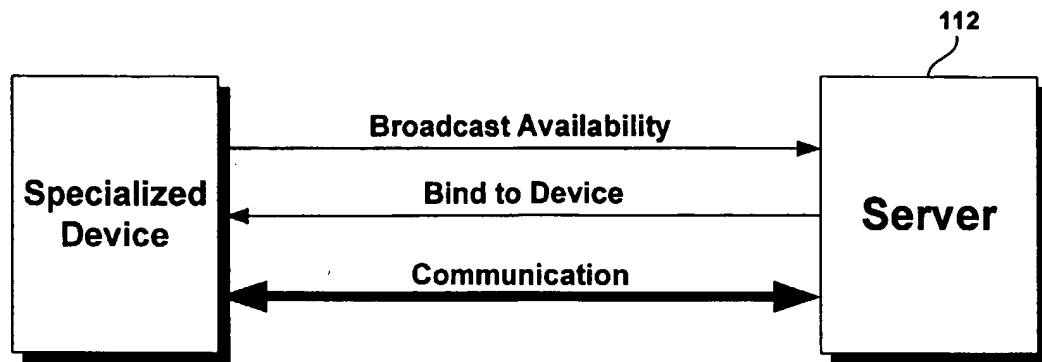 112
Broadcast Availability
Specialized
Device
Bind to Device
Server
Communication